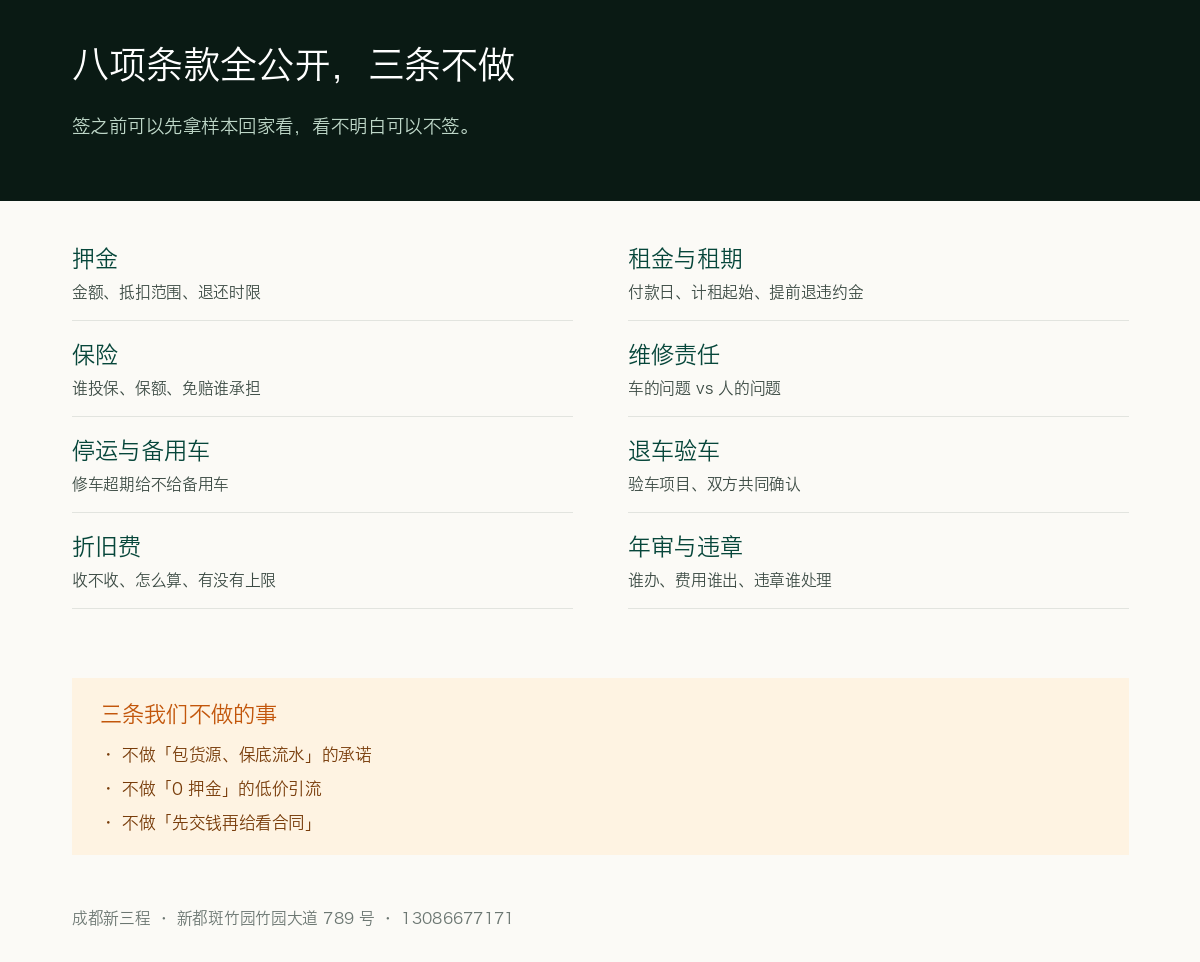 八项条款全公开，三条不做
签之前可以先拿样本回家看，看不明白可以不签。
押金
金额、抵扣范围、退还时限
租金与租期
付款日、计租起始、提前退违约金
保险
谁投保、保额、免赔谁承担
维修责任
车的问题 vs 人的问题
停运与备用车
修车超期给不给备用车
退车验车
验车项目、双方共同确认
折旧费
收不收、怎么算、有没有上限
年审与违章
谁办、费用谁出、违章谁处理
三条我们不做的事
· 不做「包货源、保底流水」的承诺
· 不做「0 押金」的低价引流
· 不做「先交钱再给看合同」
成都新三程 · 新都斑竹园竹园大道 789 号 · 13086677171